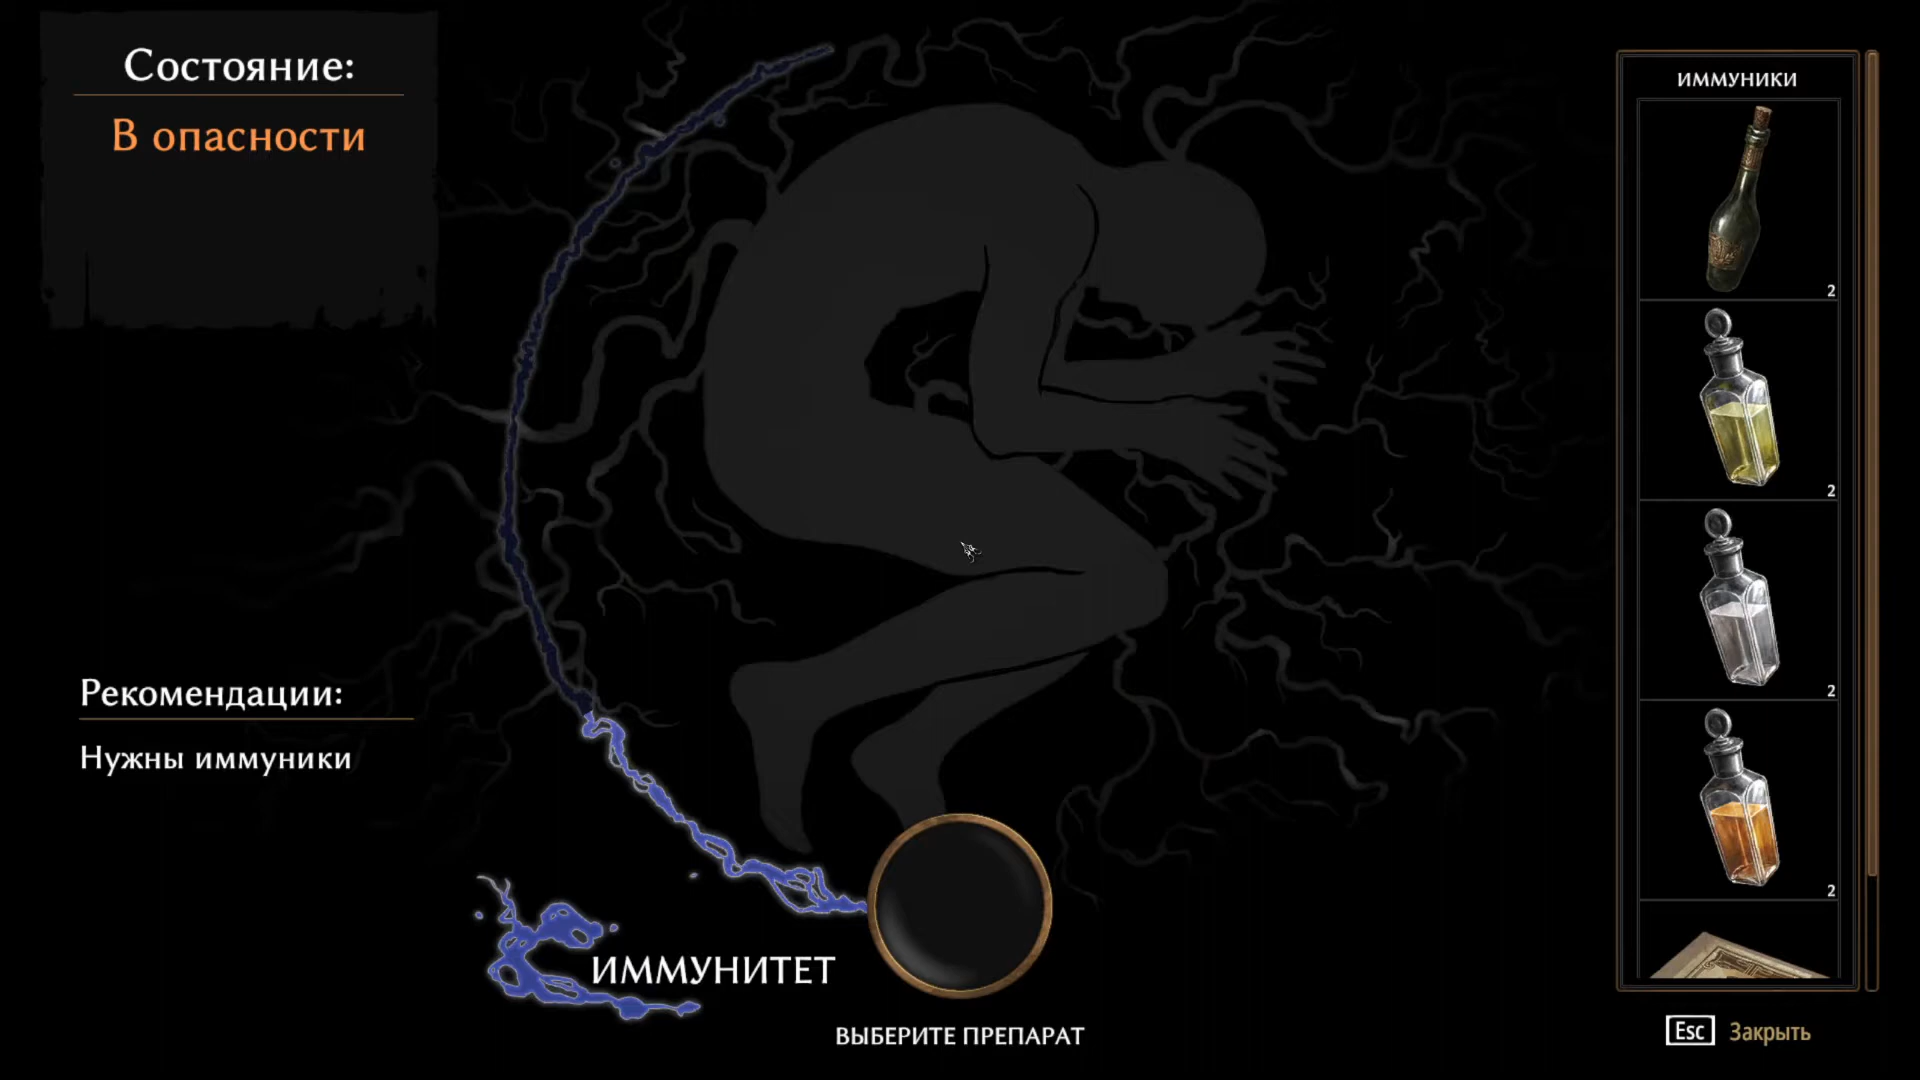 Состояние:
В опасности
Рекомендации:
Нужны иммуники
ИММУНИТЕТ
ВЫБЕРИТЕ ПРЕПАРАТ
ИММУНИКИ
2
2
2
2
Esc Закрыть